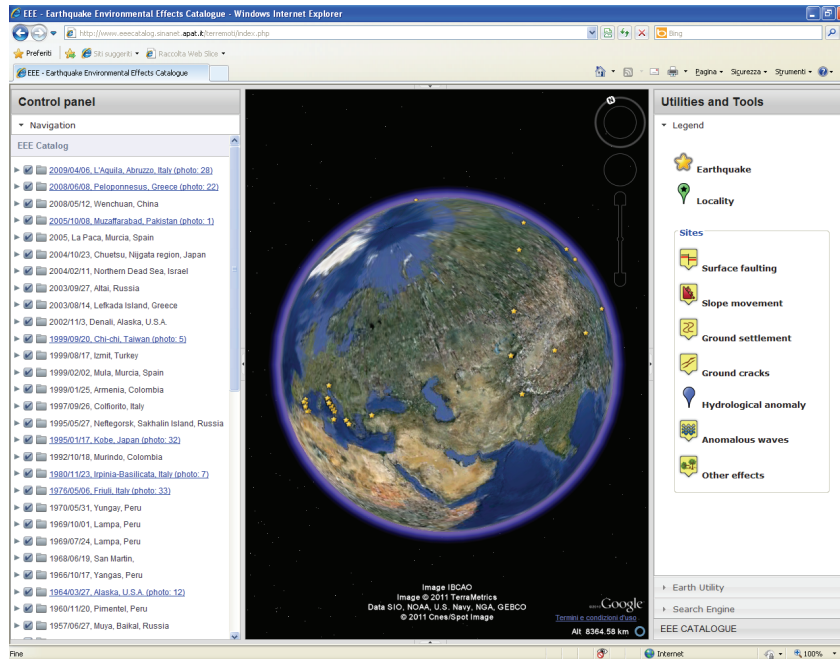 EEE - Earthquake Environmental Effects Catalogue - Windows Internet Explorer
http://www.eeecatalog.sinanet.apat.it/terremoti/index.php
Bing
Preferiti
Siti suggeriti
Raccolta Web Slice
EEE - Earthquake Environmental Effects Catalogue
Pagina
Sicurezza
Strumenti
Control panel
Navigation
EEE Catalog
2009/04/06, L'Aquila, Abruzzo, Italy (photo: 28)
2008/06/08, Peloponnesus, Greece (photo: 22)
2008/05/12, Wenchuan, China
2005/10/08, Muzaffarabad, Pakistan (photo: 1)
2005, La Paca, Murcia, Spain
2004/10/23, Chuetsu, Nijgata region, Japan
2004/02/11, Northern Dead Sea, Israel
2003/09/27, Altai, Russia
2003/08/14, Lefkada Island, Greece
2002/11/3, Denali, Alaska, U.S.A.
1999/09/20, Chi-chi, Taiwan (photo: 5)
1999/08/17, Izmit, Turkey
1999/02/02, Mula, Murcia, Spain
1999/01/25, Armenia, Colombia
1997/09/26, Colfiorito, Italy
1995/05/27, Neftegorsk, Sakhalin Island, Russia
1995/01/17, Kobe, Japan (photo: 32)
1992/10/18, Murindo, Colombia
1980/11/23, Irpinia-Basilicata, Italy (photo: 7)
1976/05/06, Friuli, Italy (photo: 33)
1970/05/31, Yungay, Peru
1969/10/01, Lampa, Peru
1969/07/24, Lampa, Peru
1968/06/19, San Martin,
1966/10/17, Yangas, Peru
1964/03/27, Alaska, U.S.A. (photo: 12)
1960/11/20, Pimentel, Peru
1957/06/27, Muya, Baikal, Russia
N
Image IBCAO
Image © 2011 TerraMetrics
Data SIO, NOAA, U.S. Navy, NGA, GEBCO
© 2011 Cnes/Spot Image
Google
Termini e condizioni d'uso
Alt 8364.58 km
Utilities and Tools
Legend
Earthquake
Locality
Sites
Surface faulting
Slope movement
Ground settlement
Ground cracks
Hydrological anomaly
Anomalous waves
Other effects
Earth Utility
Search Engine
EEE CATALOGUE
Fine
Internet
100%